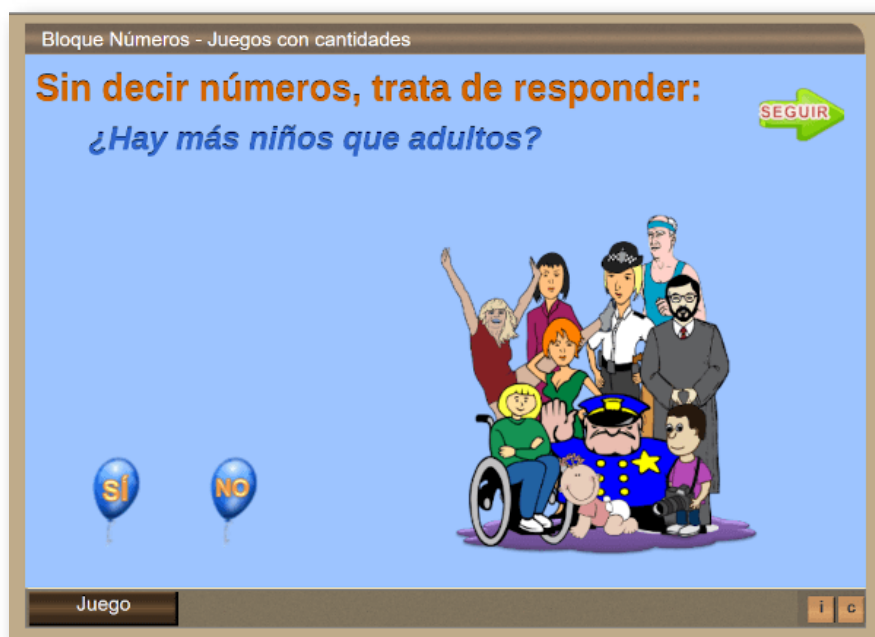 Bloque Números - Juegos con cantidades
Sin decir números, trata de responder:
SEGUIR
¿Hay más niños que adultos?
SÍ
NO
Juego
i
c